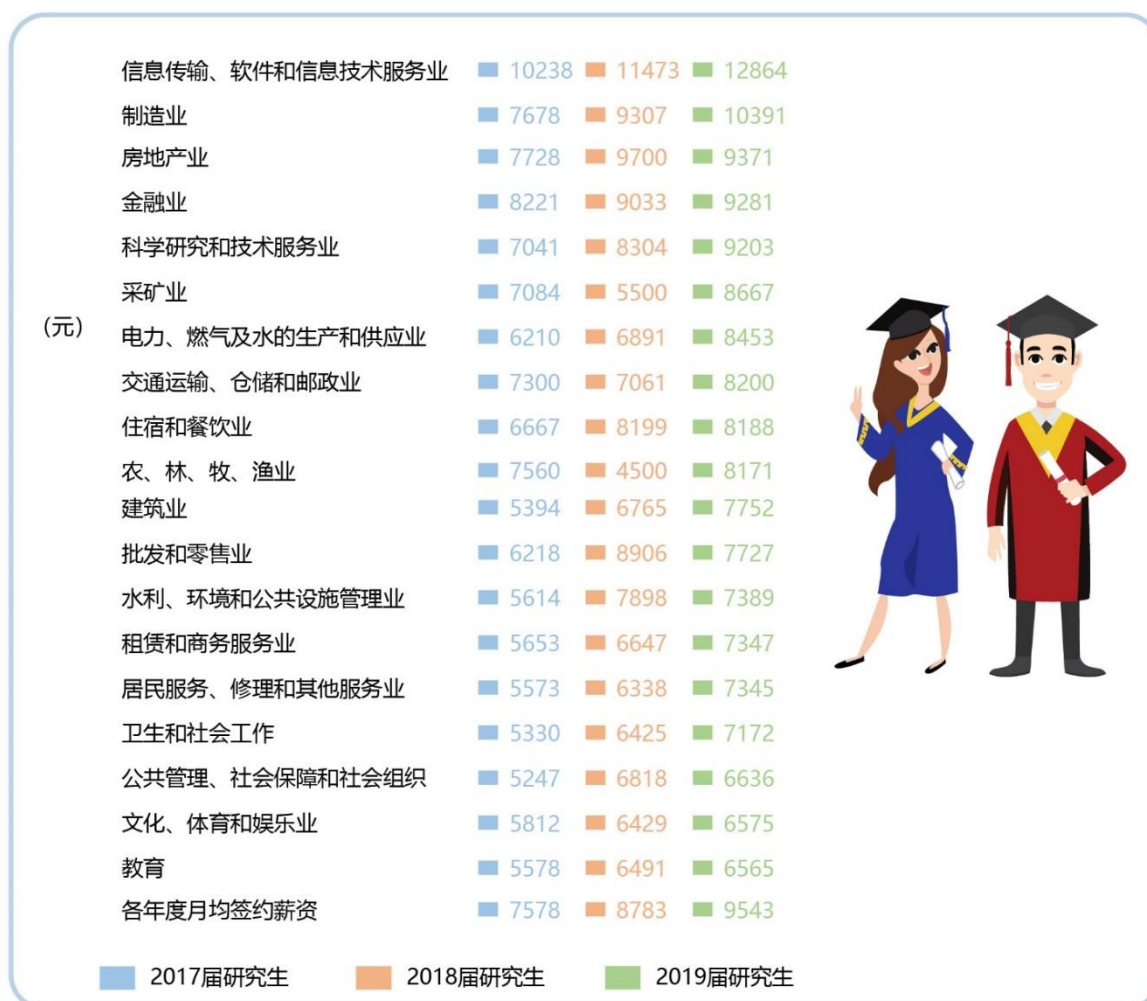 信息传输、软件和信息技术服务业 10238 11473 12864
制造业 7678 9307 10391
房地产业 7728 9700 9371
金融业 8221 9033 9281
科学研究和技术服务业 7041 8304 9203
采矿业 7084 5500 8667
(元)
电力、燃气及水的生产和供应业 6210 6891 8453
交通运输、仓储和邮政业 7300 7061 8200
住宿和餐饮业 6667 8199 8188
农、林、牧、渔业 7560 4500 8171
建筑业 5394 6765 7752
批发和零售业 6218 8906 7727
水利、环境和公共设施管理业 5614 7898 7389
租赁和商务服务业 5653 6647 7347
居民服务、修理和其他服务业 5573 6338 7345
卫生和社会工作 5330 6425 7172
公共管理、社会保障和社会组织 5247 6818 6636
文化、体育和娱乐业 5812 6429 6575
教育 5578 6491 6565
各年度月均签约薪资 7578 8783 9543
2017届研究生 2018届研究生 2019届研究生